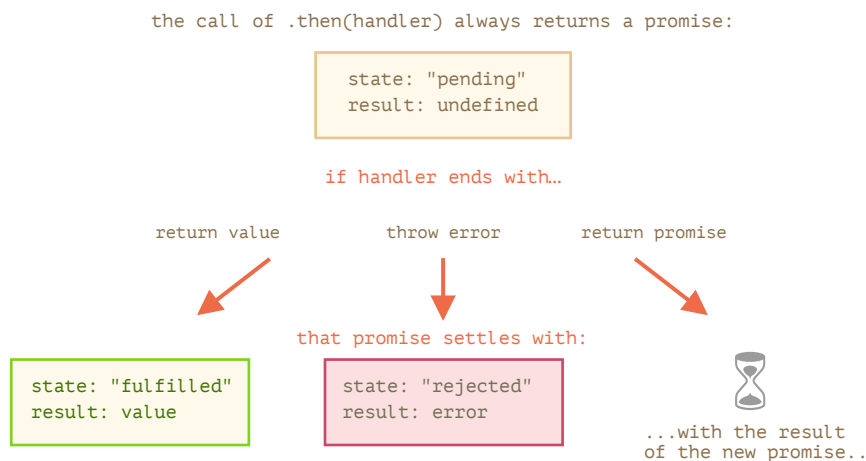 the call of .then(handler) always returns a promise:
state: "pending"
result: undefined
if handler ends with…
return value
throw error
return promise
that promise settles with:
state: "fulfilled"
result: value
state: "rejected"
result: error
...with the result
of the new promise..